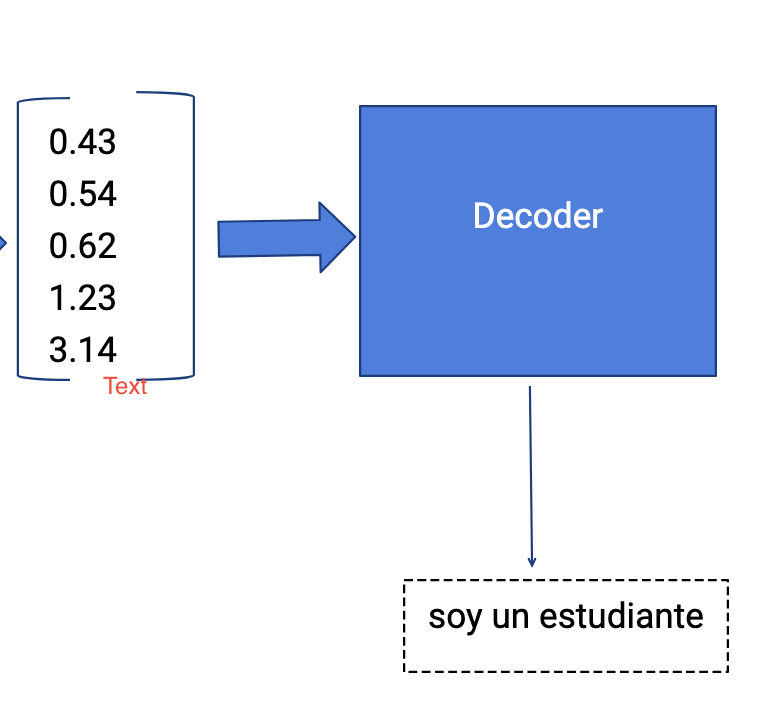 0.43
0.54
0.62
1.23
3.14
Text
Decoder
soy un estudiante